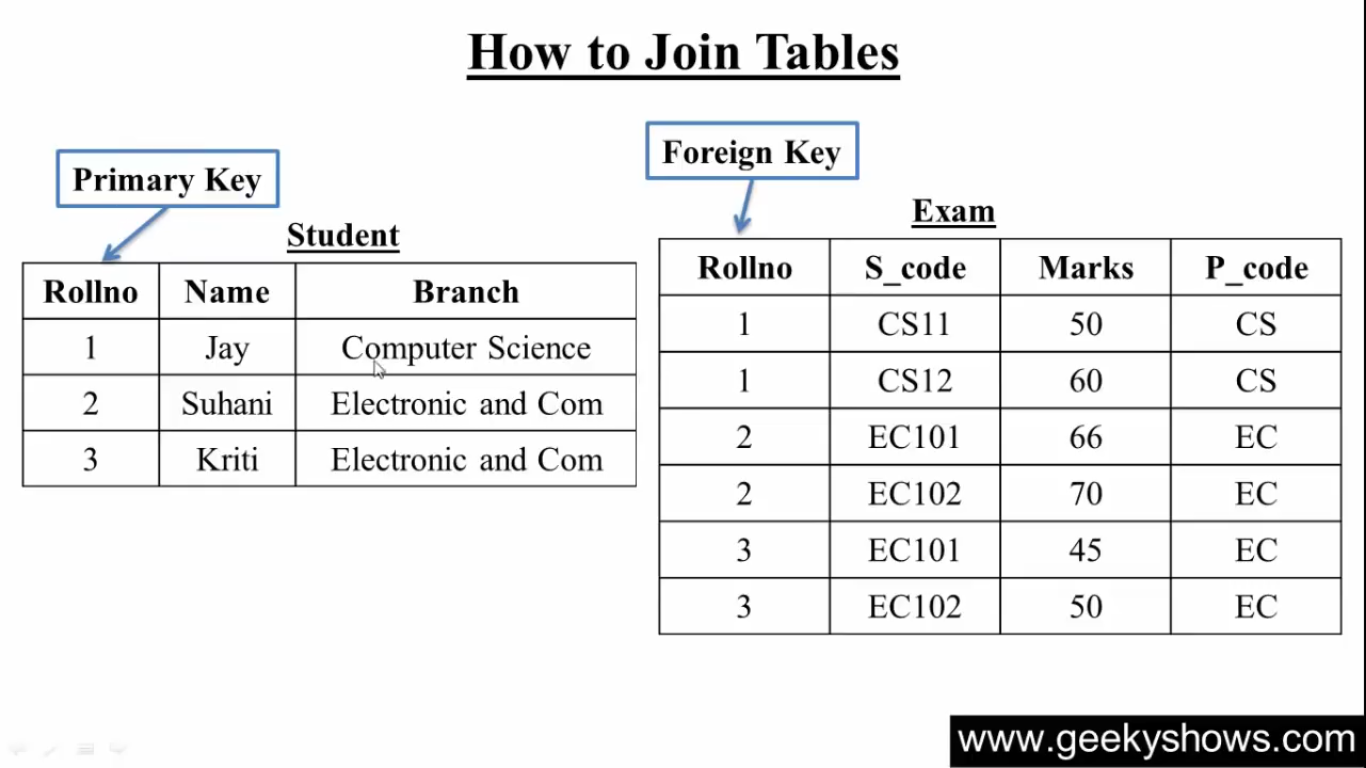 How to Join Tables
Primary Key
Student
Rollno Name Branch
1 Jay Computer Science
2 Suhani Electronic and Com
3 Kriti Electronic and Com
Foreign Key
Exam
Rollno S_code Marks P_code
1 CS11 50 CS
1 CS12 60 CS
2 EC101 66 EC
2 EC102 70 EC
3 EC101 45 EC
3 EC102 50 EC
www.geekyshows.com